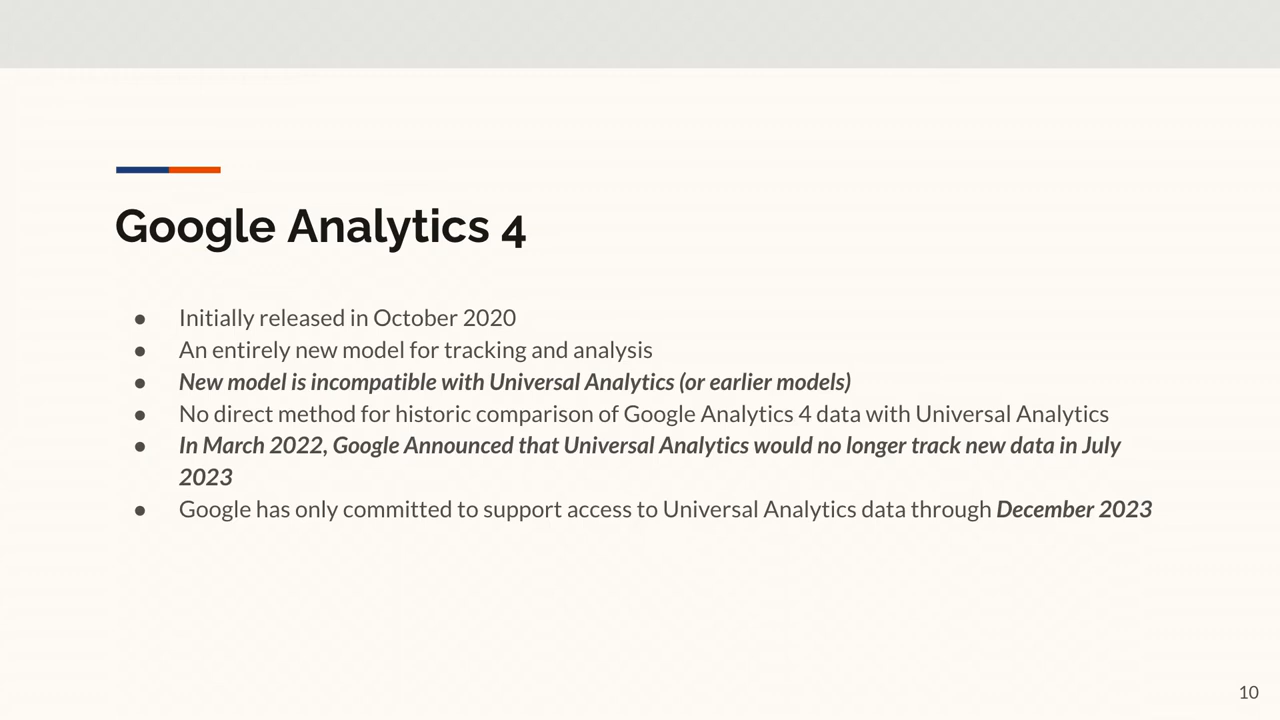 Google Analytics 4
● Initially released in October 2020
● An entirely new model for tracking and analysis
● New model is incompatible with Universal Analytics (or earlier models)
● No direct method for historic comparison of Google Analytics 4 data with Universal Analytics
● In March 2022, Google Announced that Universal Analytics would no longer track new data in July
2023
● Google has only committed to support access to Universal Analytics data through December 2023
10